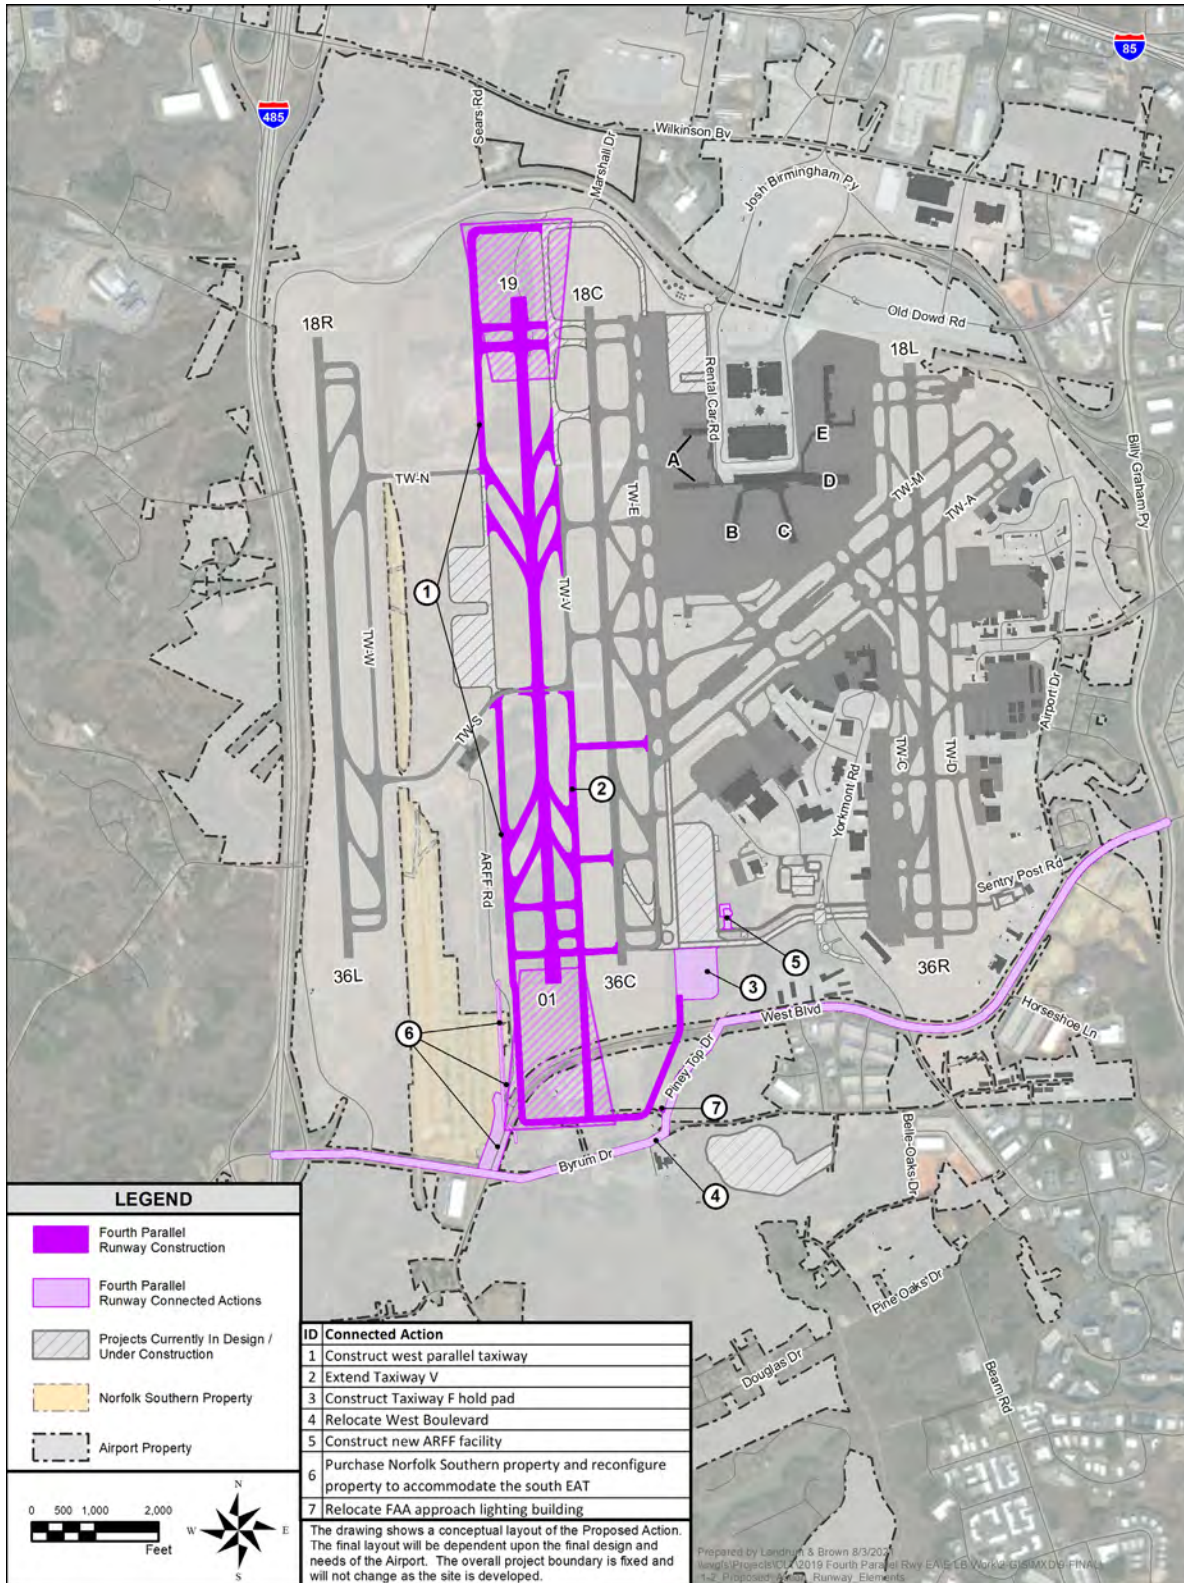 85
485
Sears Rd
Wilkinson Bv
Marshall Dr
Josh Birmingham Py
19
18C
Old Dowd Rd
18R
18L
Rental Car Rd
E
A
D
TW-N
TW-E
TW-M
TW-A
Billy Graham Py
B
C
1
TW-V
TW-W
TW-S
Airport Dr
2
Yorkmont Rd
TW-C
TW-D
ARFF Rd
Sentry Post Rd
5
36L
01
36C
3
36R
West Blvd
Horseshoe Ln
6
Piney Top Dr
7
Belle-Oaks-Dr
Byrum Dr
4
LEGEND
Fourth Parallel
Runway Construction
Fourth Parallel
Runway Connected Actions
Projects Currently In Design /
Under Construction
Norfolk Southern Property
Airport Property
Pine Oaks Dr
Douglas Dr
Beam Rd
ID Connected Action
1 Construct west parallel taxiway
2 Extend Taxiway V
3 Construct Taxiway F hold pad
4 Relocate West Boulevard
5 Construct new ARFF facility
6 Purchase Norfolk Southern property and reconfigure
property to accommodate the south EAT
7 Relocate FAA approach lighting building
N
W
E
S
0 500 1,000 2,000
Feet
The drawing shows a conceptual layout of the Proposed Action.
The final layout will be dependent upon the final design and
needs of the Airport. The overall project boundary is fixed and
will not change as the site is developed.
Prepared by Landrum & Brown 8/3/2021